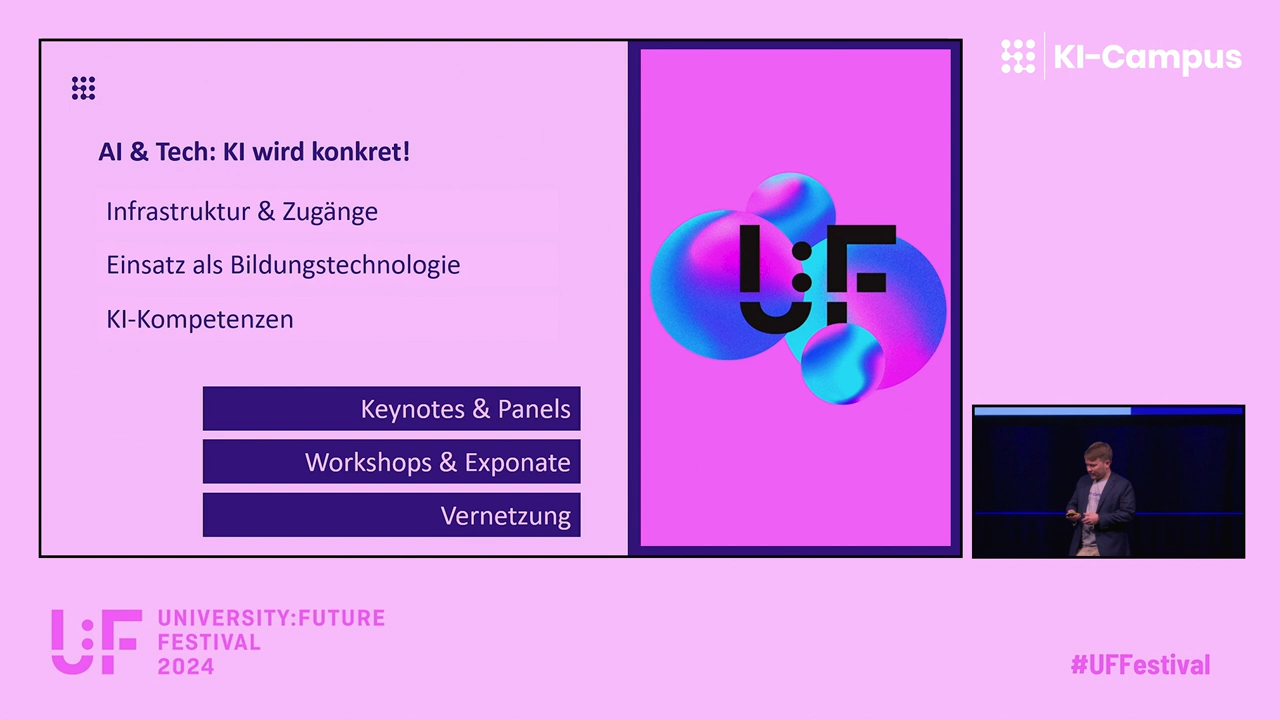 KI-Campus
AI & Tech: KI wird konkret!
Infrastruktur & Zugänge
Einsatz als Bildungstechnologie
KI-Kompetenzen
Keynotes & Panels
Workshops & Exponate
Vernetzung
U:F
U:F
UNIVERSITY:FUTURE
FESTIVAL
2024
#UFFestival